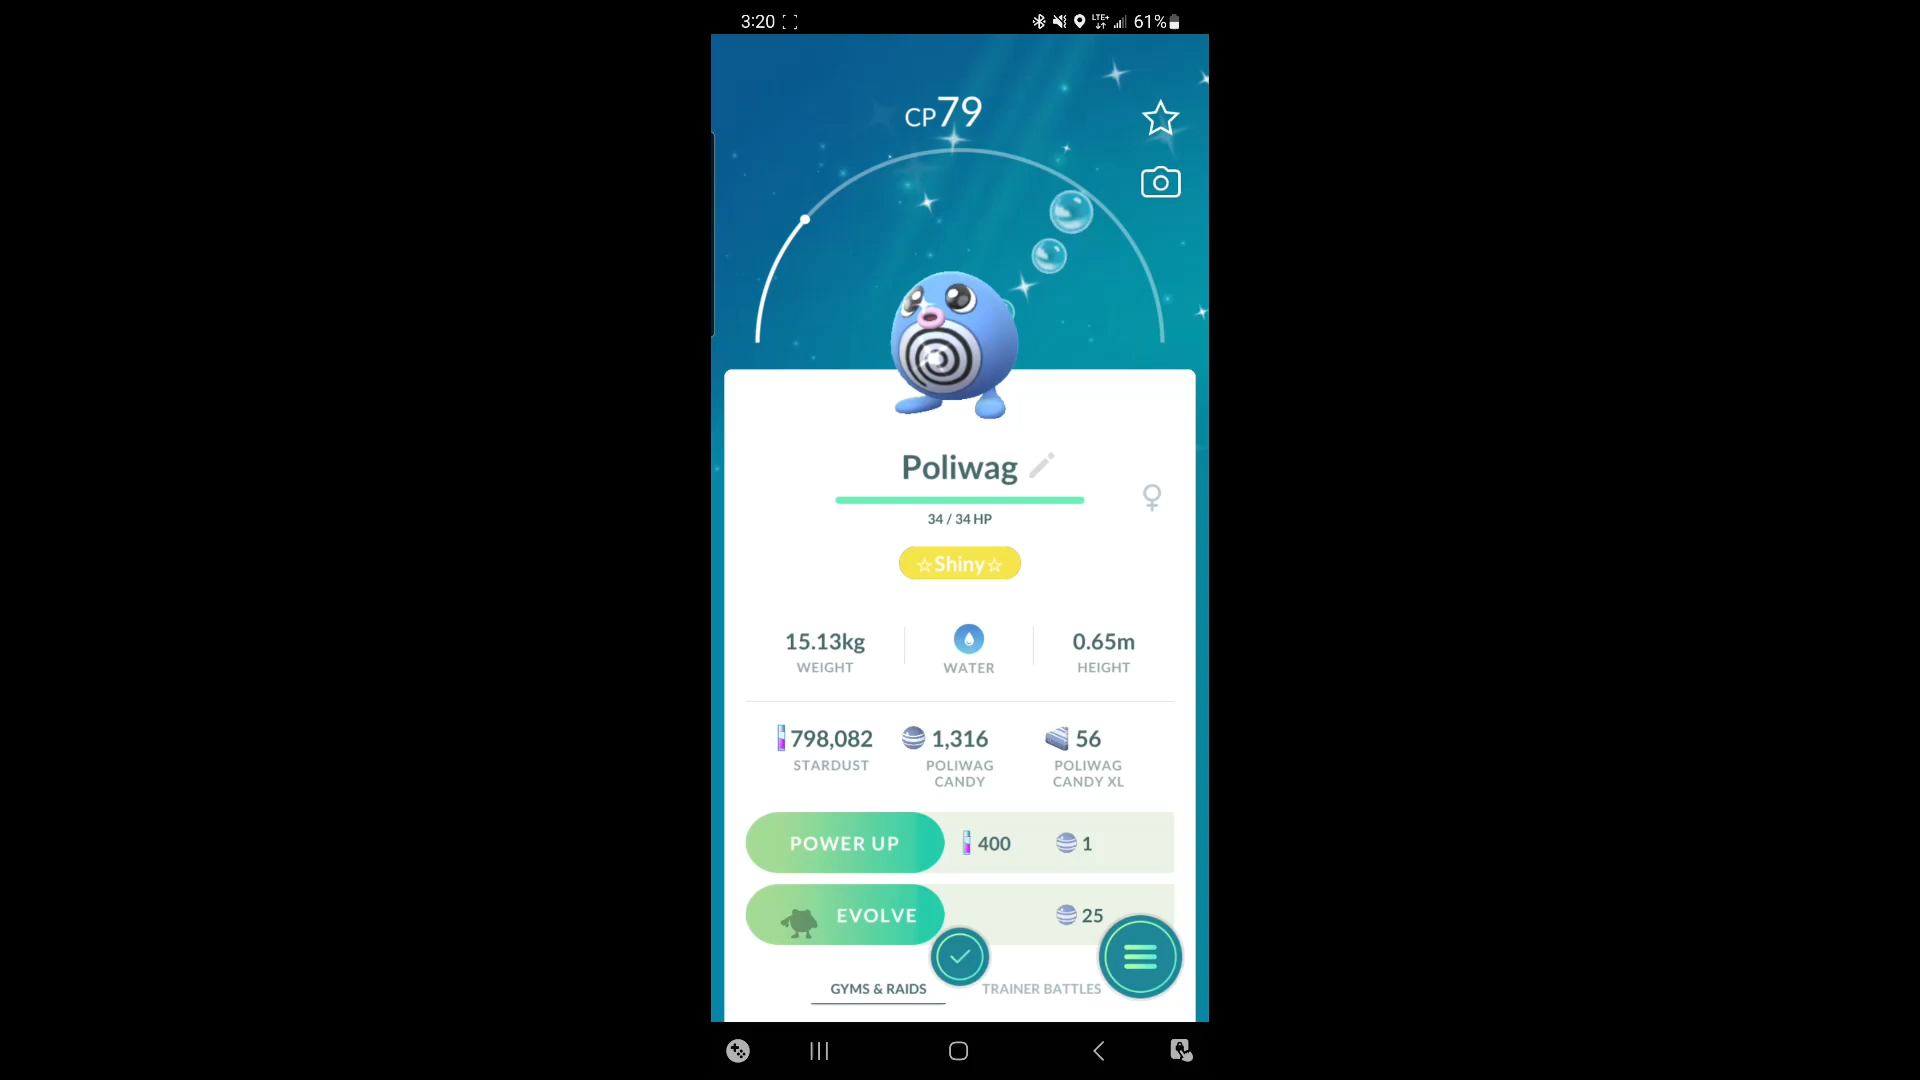 3:20
LTE+ 61%
CP79
Poliwag
34 / 34 HP
☆Shiny☆
15.13kg
WEIGHT
WATER
0.65m
HEIGHT
798,082
STARDUST
1,316
POLIWAG
CANDY
56
POLIWAG
CANDY XL
POWER UP 400 1
EVOLVE 25
GYMS & RAIDS TRAINER BATTLES